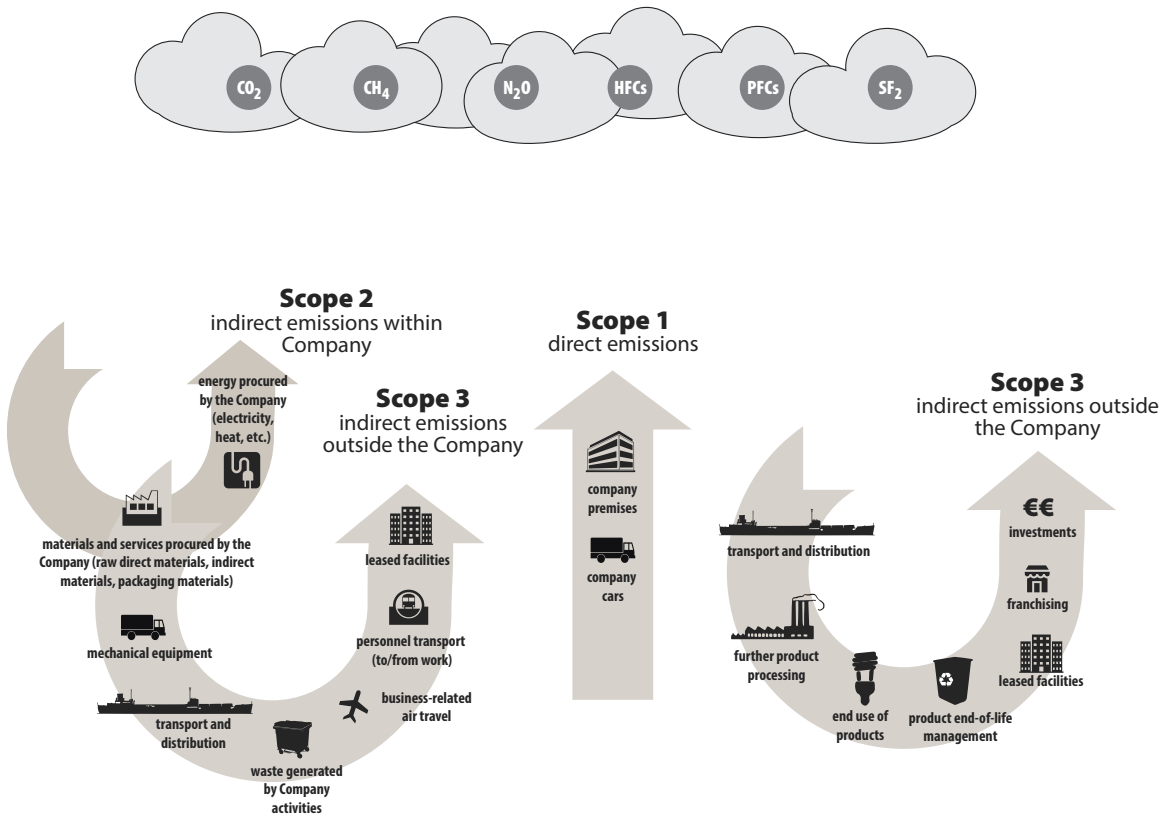 CO2
CH4
N2O
HFCs
PFCs
SF2
Scope 2
indirect emissions within
Company
energy procured
by the Company
(electricity,
heat, etc.)
Scope 3
indirect emissions
outside the Company
materials and services procured by the
Company (raw direct materials, indirect
materials, packaging materials)
mechanical equipment
transport and
distribution
waste generated
by Company
activities
business-related
air travel
personnel transport
(to/from work)
leased facilities
Scope 1
direct emissions
company
premises
company
cars
Scope 3
indirect emissions outside
the Company
transport and distribution
further product
processing
end use of
products
product end-of-life
management
leased facilities
franchising
€€
investments